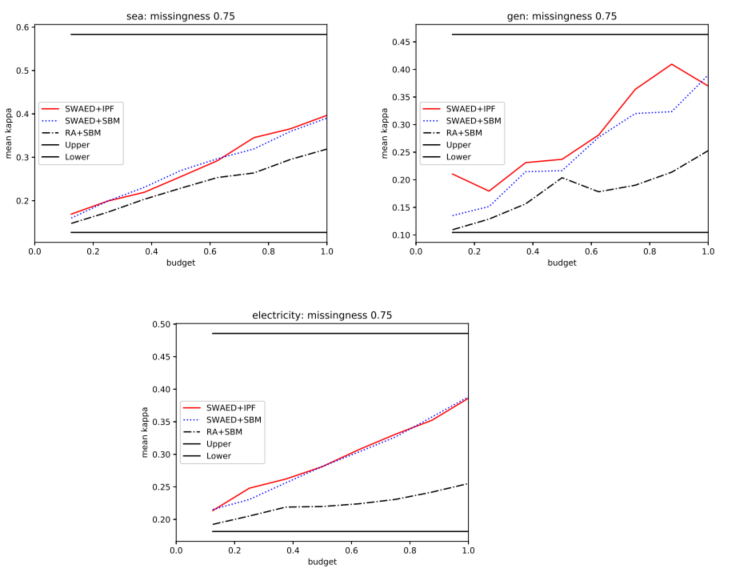 sea: missingness 0.75
0.6
0.5
0.4
0.3
0.2
mean kappa
SWAED+IPF
SWAED+SBM
RA+SBM
Upper
Lower
0.0 0.2 0.4 0.6 0.8 1.0
budget
gen: missingness 0.75
0.45
0.40
0.35
0.30
0.25
0.20
0.15
0.10
mean kappa
SWAED+IPF
SWAED+SBM
RA+SBM
Upper
Lower
0.0 0.2 0.4 0.6 0.8 1.0
budget
electricity: missingness 0.75
0.50
0.45
0.40
0.35
0.30
0.25
0.20
mean kappa
SWAED+IPF
SWAED+SBM
RA+SBM
Upper
Lower
0.0 0.2 0.4 0.6 0.8 1.0
budget